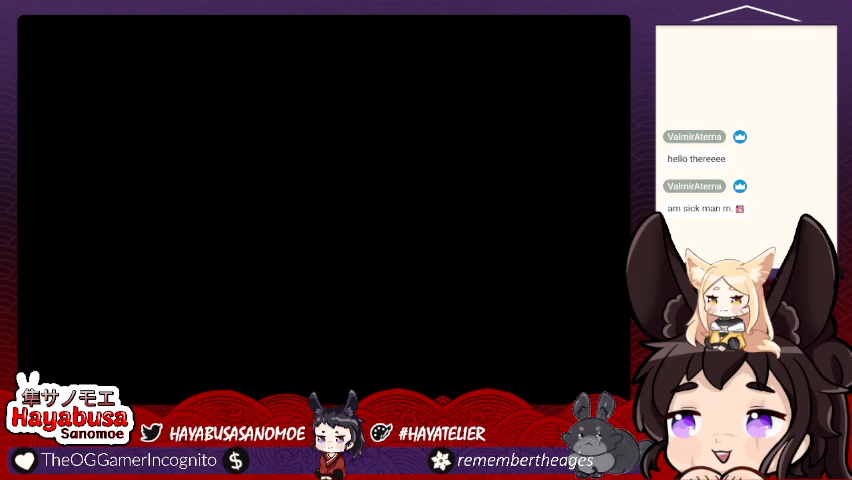 ValmirAterna
hello thereeee
ValmirAterna
am sick man rn.
隼サノモエ
Hayabusa
Sanomoe
HAYABUSASANOMOE
#HAYATELIER
TheOGGamerIncognito
$
remembertheages